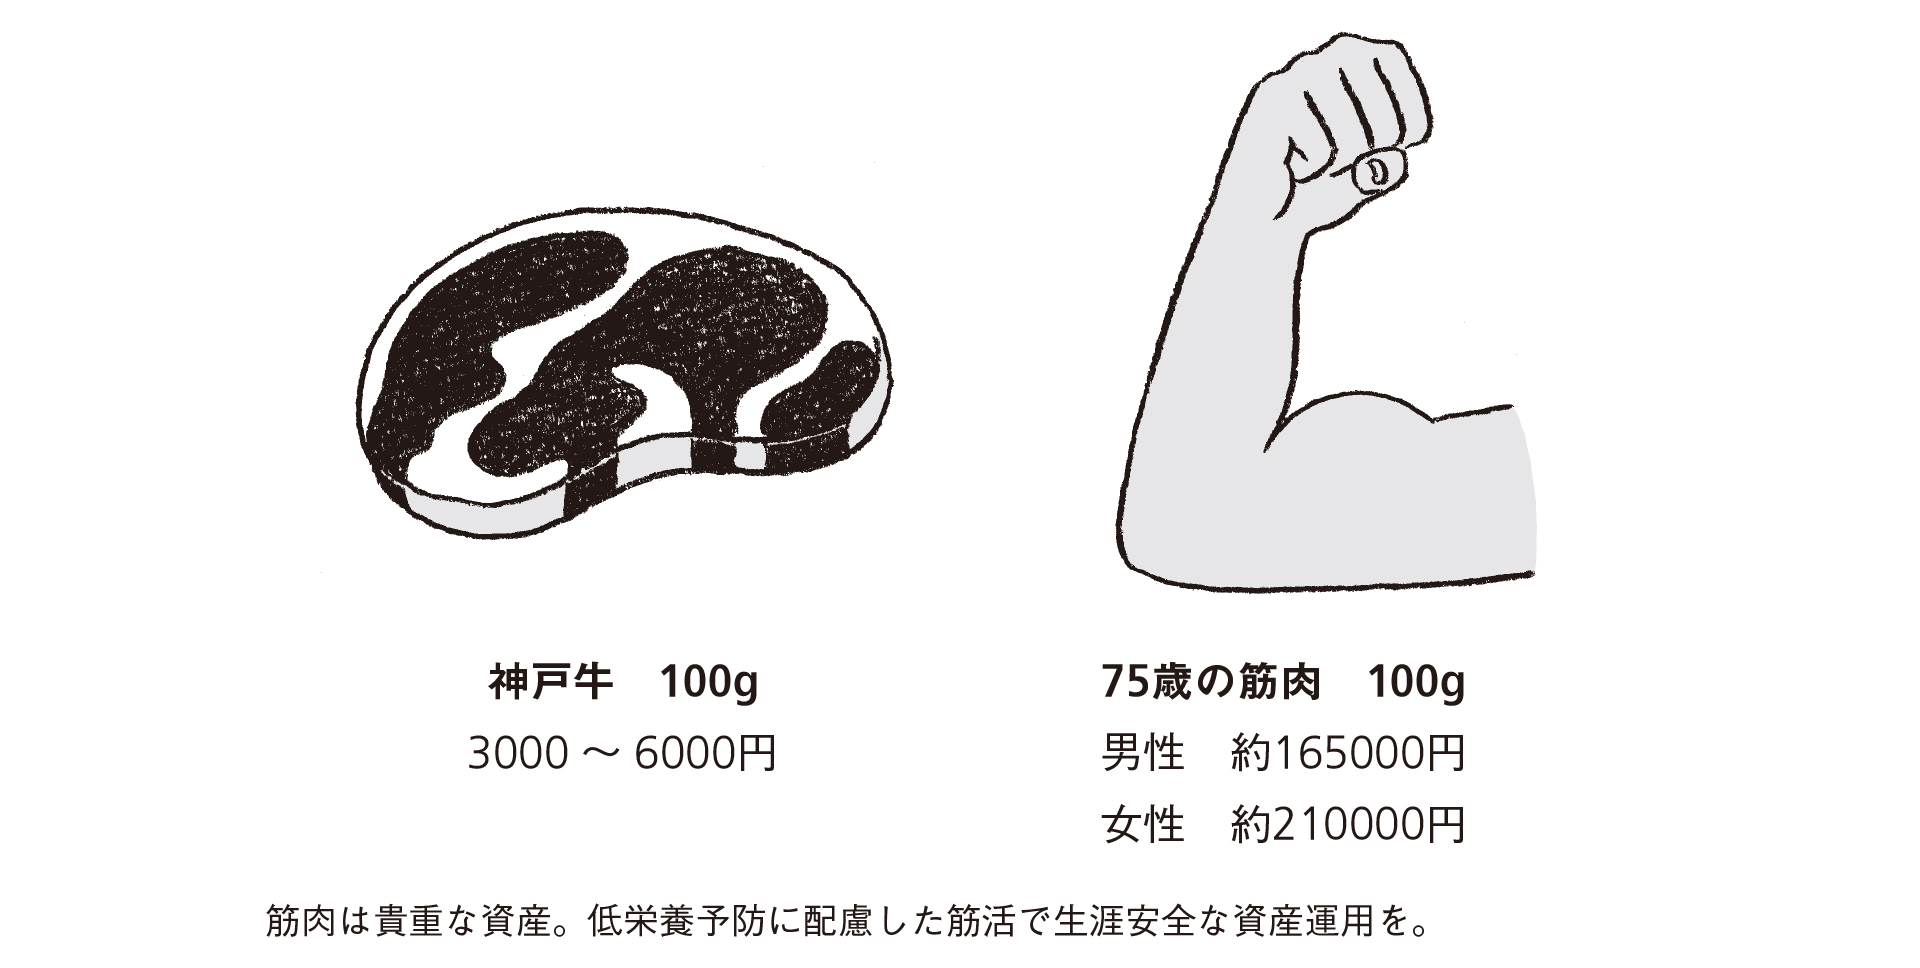 神戸牛　100g
3000 〜 6000円
75歳の筋肉　100g
男性　約165000円
女性　約210000円
筋肉は貴重な資産。低栄養予防に配慮した筋活で生涯安全な資産運用を。